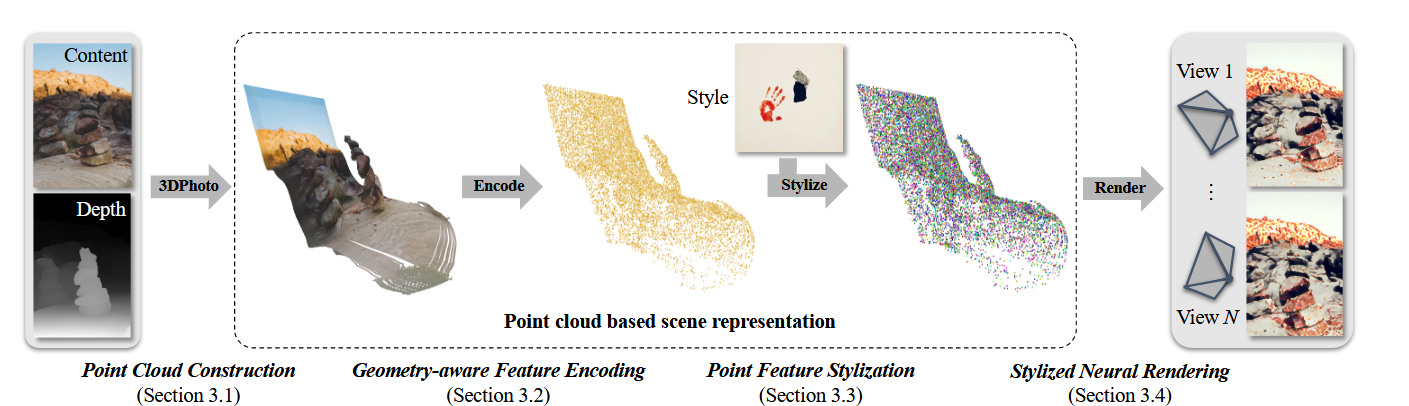 Content
Depth
3DPhoto
Encode
Style
Stylize
Render
View 1
⋮
View N
Point cloud based scene representation
Point Cloud Construction
(Section 3.1)
Geometry-aware Feature Encoding
(Section 3.2)
Point Feature Stylization
(Section 3.3)
Stylized Neural Rendering
(Section 3.4)